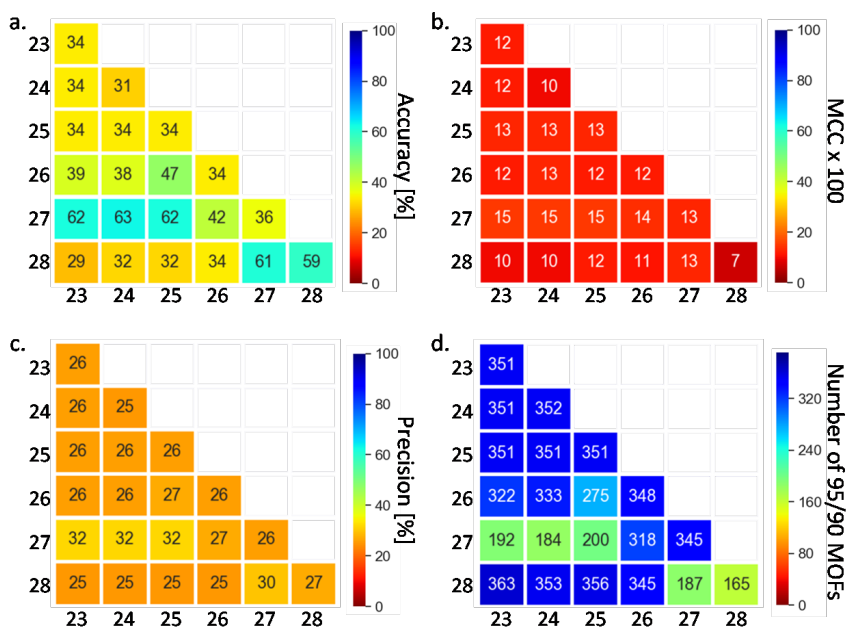 a.
23 34
24 34 31
25 34 34 34
26 39 38 47 34
27 62 63 62 42 36
28 29 32 32 34 61 59
23 24 25 26 27 28
100
80
60
40
20
0
Accuracy [%]
b.
23 12
24 12 10
25 13 13 13
26 12 13 12 12
27 15 15 15 14 13
28 10 10 12 11 13 7
23 24 25 26 27 28
100
80
60
40
20
0
MCC x 100
c.
23 26
24 26 25
25 26 26 26
26 26 26 27 26
27 32 32 32 27 26
28 25 25 25 25 30 27
23 24 25 26 27 28
100
80
60
40
20
0
Precision [%]
d.
23 351
24 351 352
25 351 351 351
26 322 333 275 348
27 192 184 200 318 345
28 363 353 356 345 187 165
23 24 25 26 27 28
320
240
160
80
0
Number of 95/90 MOFs